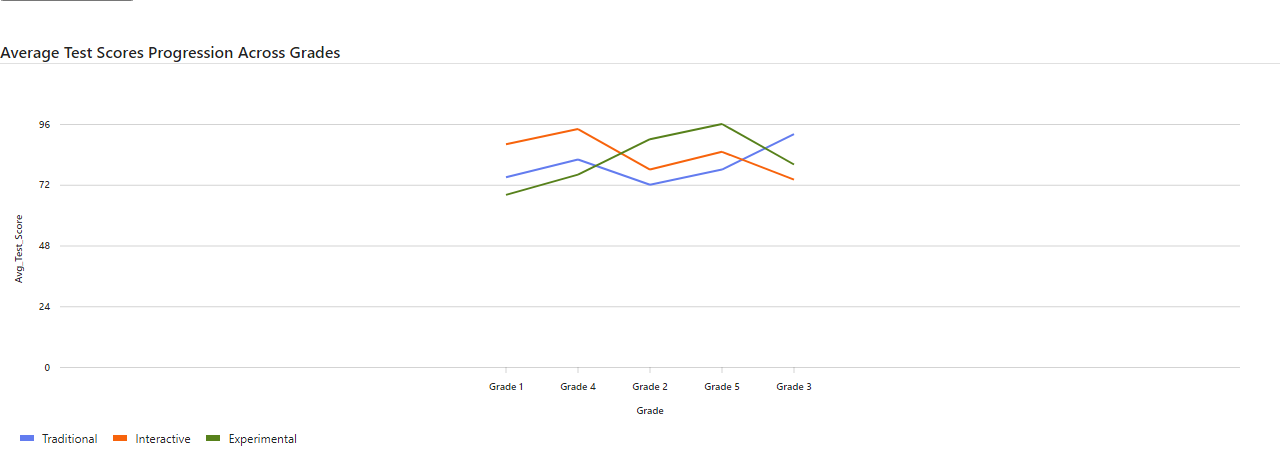 Average Test Scores Progression Across Grades
96
72
48
24
0
Avg_Test_Score
Grade 1 Grade 4 Grade 2 Grade 5 Grade 3
Grade
Traditional Interactive Experimental